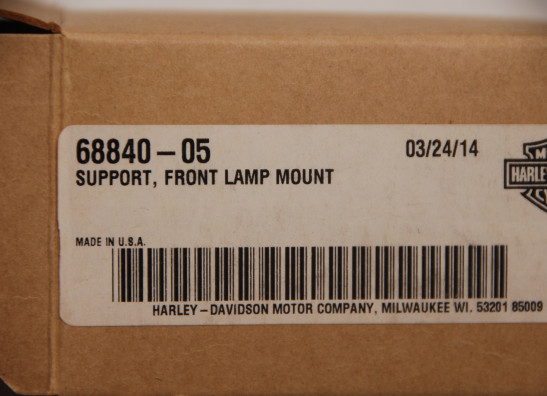 68840-05 03/24/14
SUPPORT, FRONT LAMP MOUNT
HARLEY
MADE IN U.S.A.
HARLEY-DAVIDSON MOTOR COMPANY, MILWAUKEE WI. 53201 85009